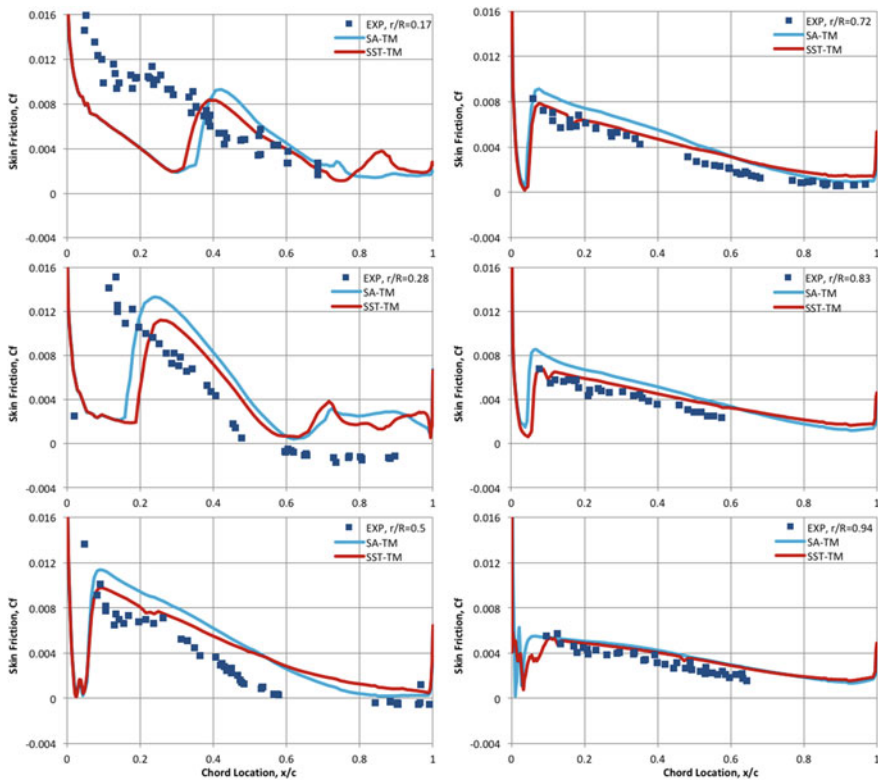 0.016
0.012
0.008
0.004
0
-0.004
Skin Friction, Cf
EXP, r/R=0.17
SA-TM
SST-TM
0 0.2 0.4 0.6 0.8 1
0.016
0.012
0.008
0.004
0
-0.004
Skin Friction, Cf
EXP, r/R=0.72
SA-TM
SST-TM
0 0.2 0.4 0.6 0.8 1
0.016
0.012
0.008
0.004
0
-0.004
Skin Friction, Cf
EXP, r/R=0.28
SA-TM
SST-TM
0 0.2 0.4 0.6 0.8 1
0.016
0.012
0.008
0.004
0
-0.004
Skin Friction, Cf
EXP, r/R=0.83
SA-TM
SST-TM
0 0.2 0.4 0.6 0.8 1
0.016
0.012
0.008
0.004
0
-0.004
Skin Friction, Cf
EXP, r/R=0.5
SA-TM
SST-TM
0 0.2 0.4 0.6 0.8 1
Chord Location, x/c
0.016
0.012
0.008
0.004
0
-0.004
Skin Friction, Cf
EXP, r/R=0.94
SA-TM
SST-TM
0 0.2 0.4 0.6 0.8 1
Chord Location, x/c